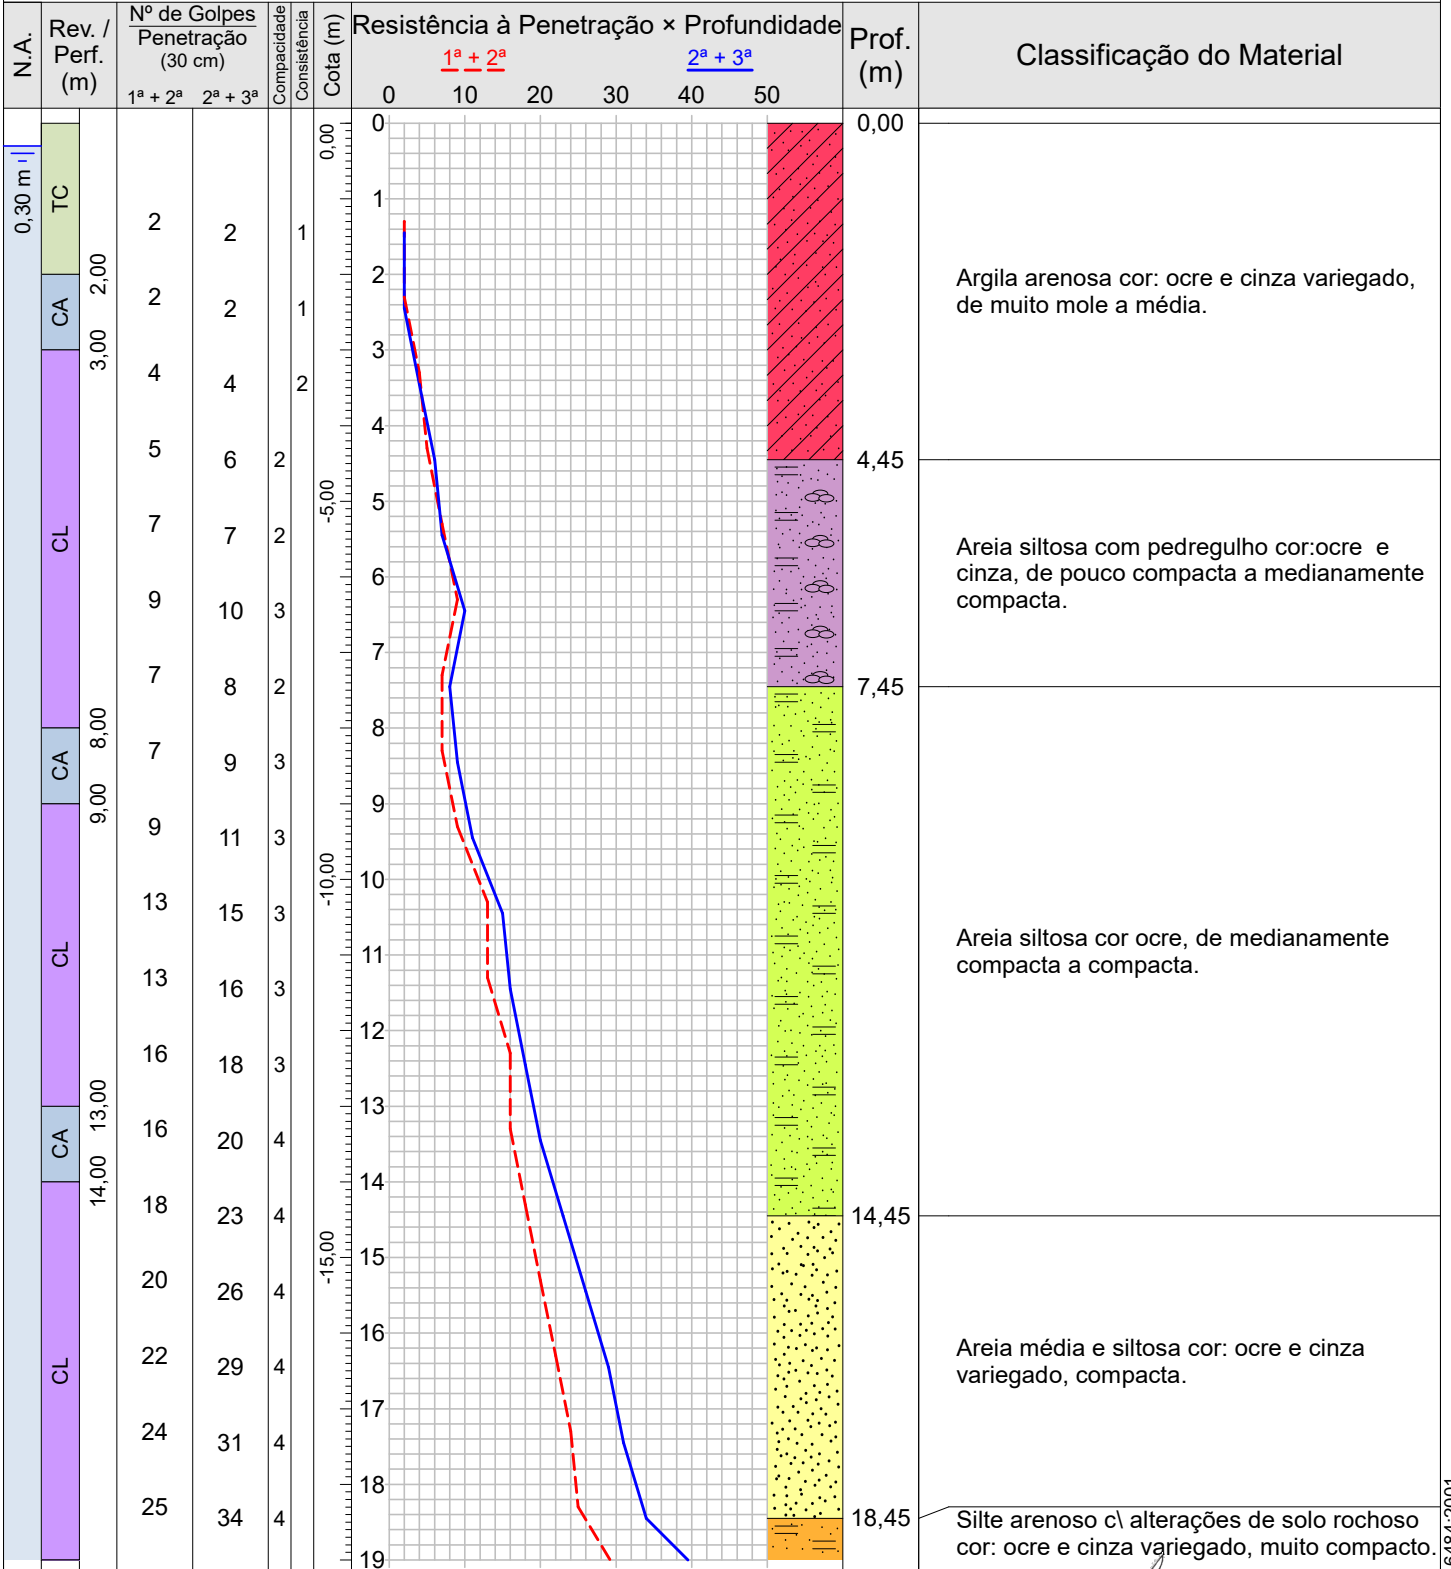 N.A.
Rev. /
Perf.
(m)
Nº de Golpes
Penetração
(30 cm)
1ª + 2ª 2ª + 3ª
Compacidade
Consistência
Cota (m)
Resistência à Penetração × Profundidade
1ª + 2ª 2ª + 3ª
0 10 20 30 40 50
Prof.
(m)
Classificação do Material
0,30 m
TC
2,00
CA
3,00
CL
8,00
CA
9,00
CL
13,00
CA
14,00
CL
2 2 1
2 2 1
4 4 2
5 6 2
7 7 2
9 10 3
7 8 2
7 9 3
9 11 3
13 15 3
13 16 3
16 18 3
16 20 4
18 23 4
20 26 4
22 29 4
24 31 4
25 34 4
0,00
-5,00
-10,00
-15,00
0
1
2
3
4
5
6
7
8
9
10
11
12
13
14
15
16
17
18
19
0,00
Argila arenosa cor: ocre e cinza variegado,
de muito mole a média.
4,45
Areia siltosa com pedregulho cor:ocre e
cinza, de pouco compacta a medianamente
compacta.
7,45
Areia siltosa cor ocre, de medianamente
compacta a compacta.
14,45
Areia média e siltosa cor: ocre e cinza
variegado, compacta.
18,45
Silte arenoso c\ alterações de solo rochoso
cor: ocre e cinza variegado, muito compacto.
6484:2001